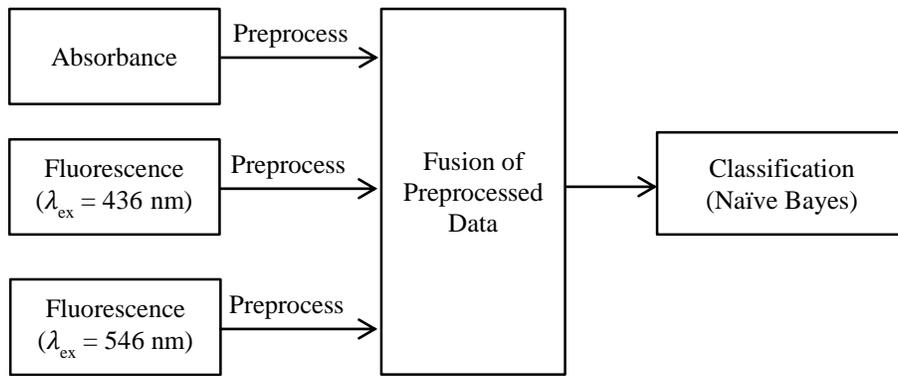 Absorbance
Preprocess
Fluorescence
(λex = 436 nm)
Preprocess
Fluorescence
(λex = 546 nm)
Preprocess
Fusion of
Preprocessed
Data
Classification
(Naïve Bayes)